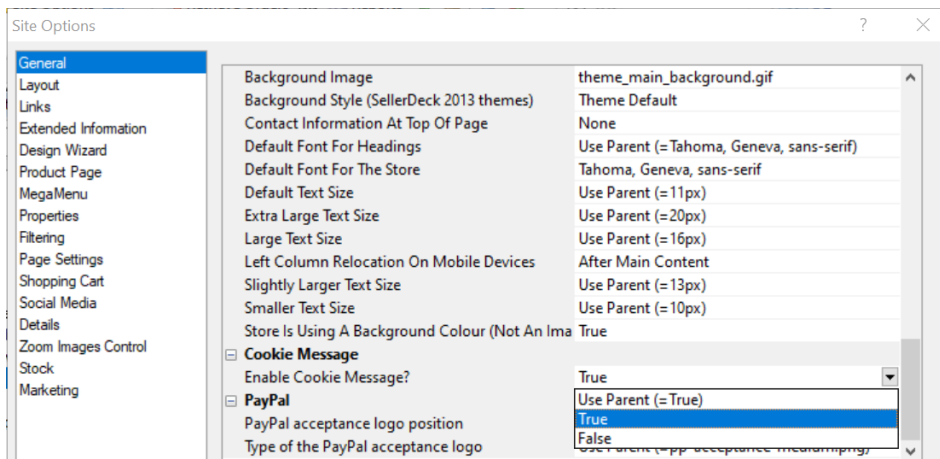 Site Options
General
Layout
Links
Extended Information
Design Wizard
Product Page
MegaMenu
Properties
Filtering
Page Settings
Shopping Cart
Social Media
Details
Zoom Images Control
Stock
Marketing
Background Image theme_main_background.gif
Background Style (SellerDeck 2013 themes) Theme Default
Contact Information At Top Of Page None
Default Font For Headings Use Parent (=Tahoma, Geneva, sans-serif)
Default Font For The Store Tahoma, Geneva, sans-serif
Default Text Size Use Parent (=11px)
Extra Large Text Size Use Parent (=20px)
Large Text Size Use Parent (=16px)
Left Column Relocation On Mobile Devices After Main Content
Slightly Larger Text Size Use Parent (=13px)
Smaller Text Size Use Parent (=10px)
Store Is Using A Background Colour (Not An Ima True
Cookie Message
Enable Cookie Message? True
Use Parent (=True)
True
False
PayPal
PayPal acceptance logo position
Type of the PayPal acceptance logo